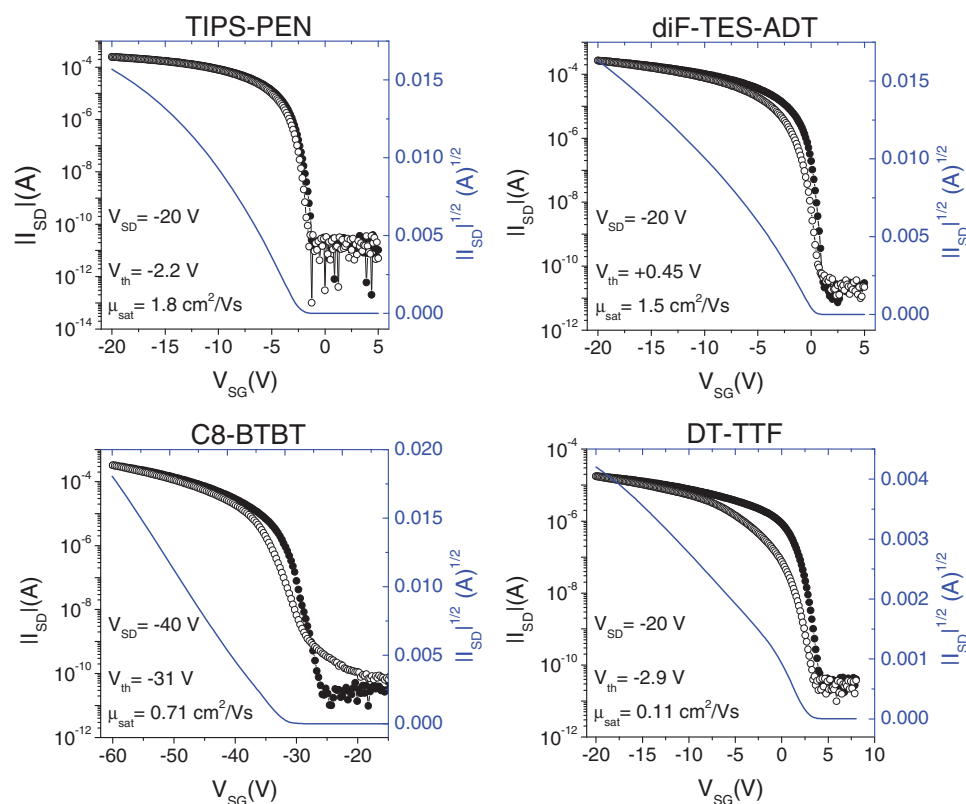 TIPS-PEN
10^-4
10^-6
10^-8
10^-10
10^-12
10^-14
||I_SD|(A)
0.015
0.010
0.005
0.000
|I_SD|^1/2 (A)^1/2
V_SD= -20 V
V_th= -2.2 V
μ_sat= 1.8 cm^2/Vs
-20 -15 -10 -5 0 5
V_SG(V)
diF-TES-ADT
10^-4
10^-6
10^-8
10^-10
10^-12
||I_SD|(A)
0.015
0.010
0.005
0.000
|I_SD|^1/2 (A)^1/2
V_SD= -20 V
V_th= +0.45 V
μ_sat= 1.5 cm^2/Vs
-20 -15 -10 -5 0 5
V_SG(V)
C8-BTBT
10^-2
10^-4
10^-6
10^-8
10^-10
10^-12
||I_SD|(A)
0.020
0.015
0.010
0.005
0.000
|I_SD|^1/2 (A)^1/2
V_SD= -40 V
V_th= -31 V
μ_sat= 0.71 cm^2/Vs
-60 -50 -40 -30 -20
V_SG(V)
DT-TTF
10^-4
10^-6
10^-8
10^-10
10^-12
||I_SD|(A)
0.004
0.003
0.002
0.001
0.000
|I_SD|^1/2 (A)^1/2
V_SD= -20 V
V_th= -2.9 V
μ_sat= 0.11 cm^2/Vs
-20 -15 -10 -5 0 5 10
V_SG(V)